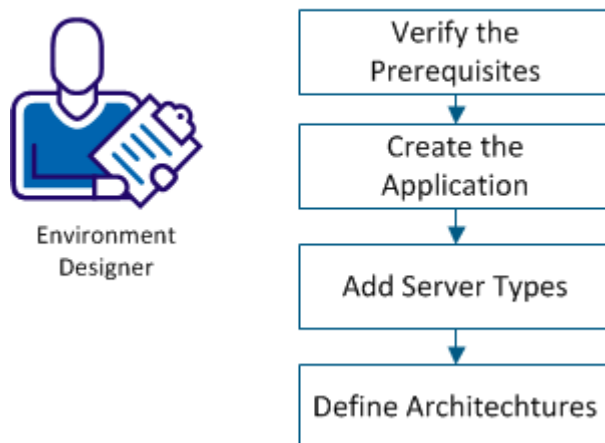 Environment
Designer
Verify the
Prerequisites
Create the
Application
Add Server Types
Define Architechtures